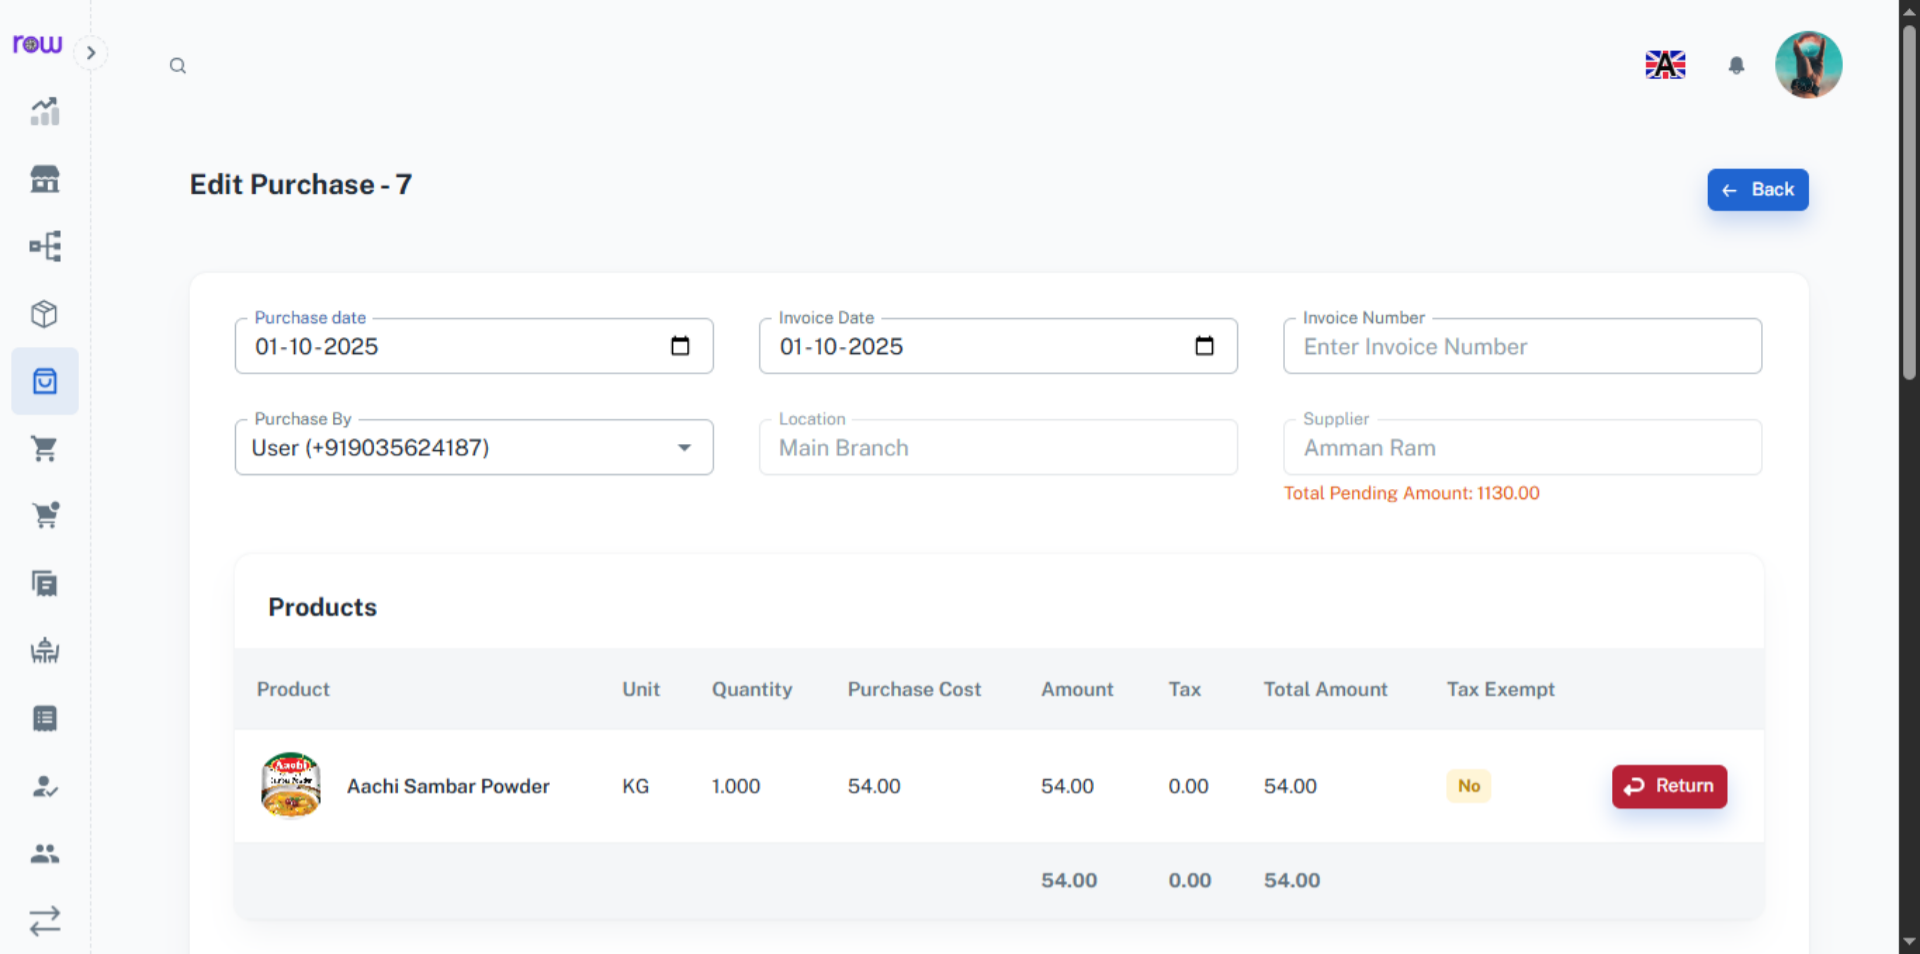 row
A
Edit Purchase - 7
Back
Purchase date
01-10-2025
Invoice Date
01-10-2025
Invoice Number
Enter Invoice Number
Purchase By
User (+919035624187)
Location
Main Branch
Supplier
Amman Ram
Total Pending Amount: 1130.00
Products
Product Unit Quantity Purchase Cost Amount Tax Total Amount Tax Exempt
Aachi
Aachi Sambar Powder KG 1.000 54.00 54.00 0.00 54.00 No Return
54.00 0.00 54.00